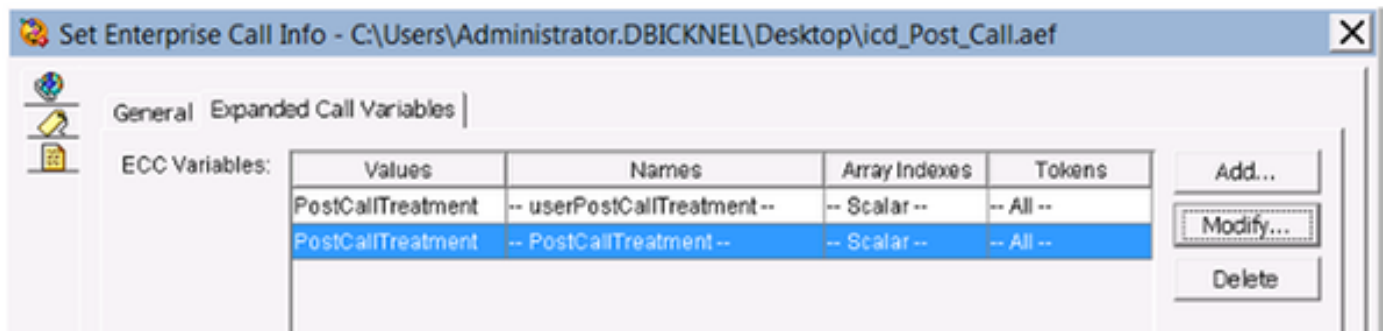 Set Enterprise Call Info - C:\Users\Administrator.DBICKNEL\Desktop\icd_Post_Call.aef
General Expanded Call Variables
ECC Variables: Values Names Array Indexes Tokens Add...
PostCallTreatment -- userPostCallTreatment -- -- Scalar -- -- All --
Modify...
PostCallTreatment -- PostCallTreatment -- -- Scalar -- -- All --
Delete